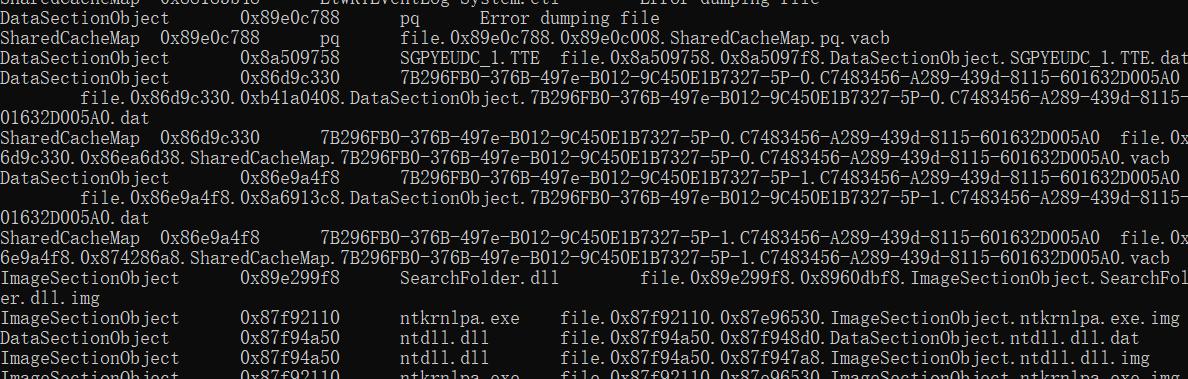 SharedCacheMap 0x88183b48 EtwRTEventLog-System.etl Error dumping file
DataSectionObject 0x89e0c788 pq Error dumping file
SharedCacheMap 0x89e0c788 pq file.0x89e0c788.0x89e0c008.SharedCacheMap.pq.vacb
DataSectionObject 0x8a509758 SGPYEUDC_1.TTE file.0x8a509758.0x8a5097f8.DataSectionObject.SGPYEUDC_1.TTE.dat
DataSectionObject 0x86d9c330 7B296FB0-376B-497e-B012-9C450E1B7327-5P-0.C7483456-A289-439d-8115-601632D005A0
file.0x86d9c330.0xb41a0408.DataSectionObject.7B296FB0-376B-497e-B012-9C450E1B7327-5P-0.C7483456-A289-439d-8115-
01632D005A0.dat
SharedCacheMap 0x86d9c330 7B296FB0-376B-497e-B012-9C450E1B7327-5P-0.C7483456-A289-439d-8115-601632D005A0 file.0x
6d9c330.0x86ea6d38.SharedCacheMap.7B296FB0-376B-497e-B012-9C450E1B7327-5P-0.C7483456-A289-439d-8115-601632D005A0.vacb
DataSectionObject 0x86e9a4f8 7B296FB0-376B-497e-B012-9C450E1B7327-5P-1.C7483456-A289-439d-8115-601632D005A0
file.0x86e9a4f8.0x8a6913c8.DataSectionObject.7B296FB0-376B-497e-B012-9C450E1B7327-5P-1.C7483456-A289-439d-8115-
01632D005A0.dat
SharedCacheMap 0x86e9a4f8 7B296FB0-376B-497e-B012-9C450E1B7327-5P-1.C7483456-A289-439d-8115-601632D005A0 file.0x
6e9a4f8.0x874286a8.SharedCacheMap.7B296FB0-376B-497e-B012-9C450E1B7327-5P-1.C7483456-A289-439d-8115-601632D005A0.vacb
ImageSectionObject 0x89e299f8 SearchFolder.dll file.0x89e299f8.0x8960dbf8.ImageSectionObject.SearchFol
er.dll.img
ImageSectionObject 0x87f92110 ntkrnlpa.exe file.0x87f92110.0x87e96530.ImageSectionObject.ntkrnlpa.exe.img
DataSectionObject 0x87f94a50 ntdll.dll file.0x87f94a50.0x87f948d0.DataSectionObject.ntdll.dll.dat
ImageSectionObject 0x87f94a50 ntdll.dll file.0x87f94a50.0x87f947a8.ImageSectionObject.ntdll.dll.img
ImageSectionObject 0x87f92110 ntkrnlpa.exe file.0x87f92110.0x87e96530.ImageSectionObject.ntkrnlpa.exe.img